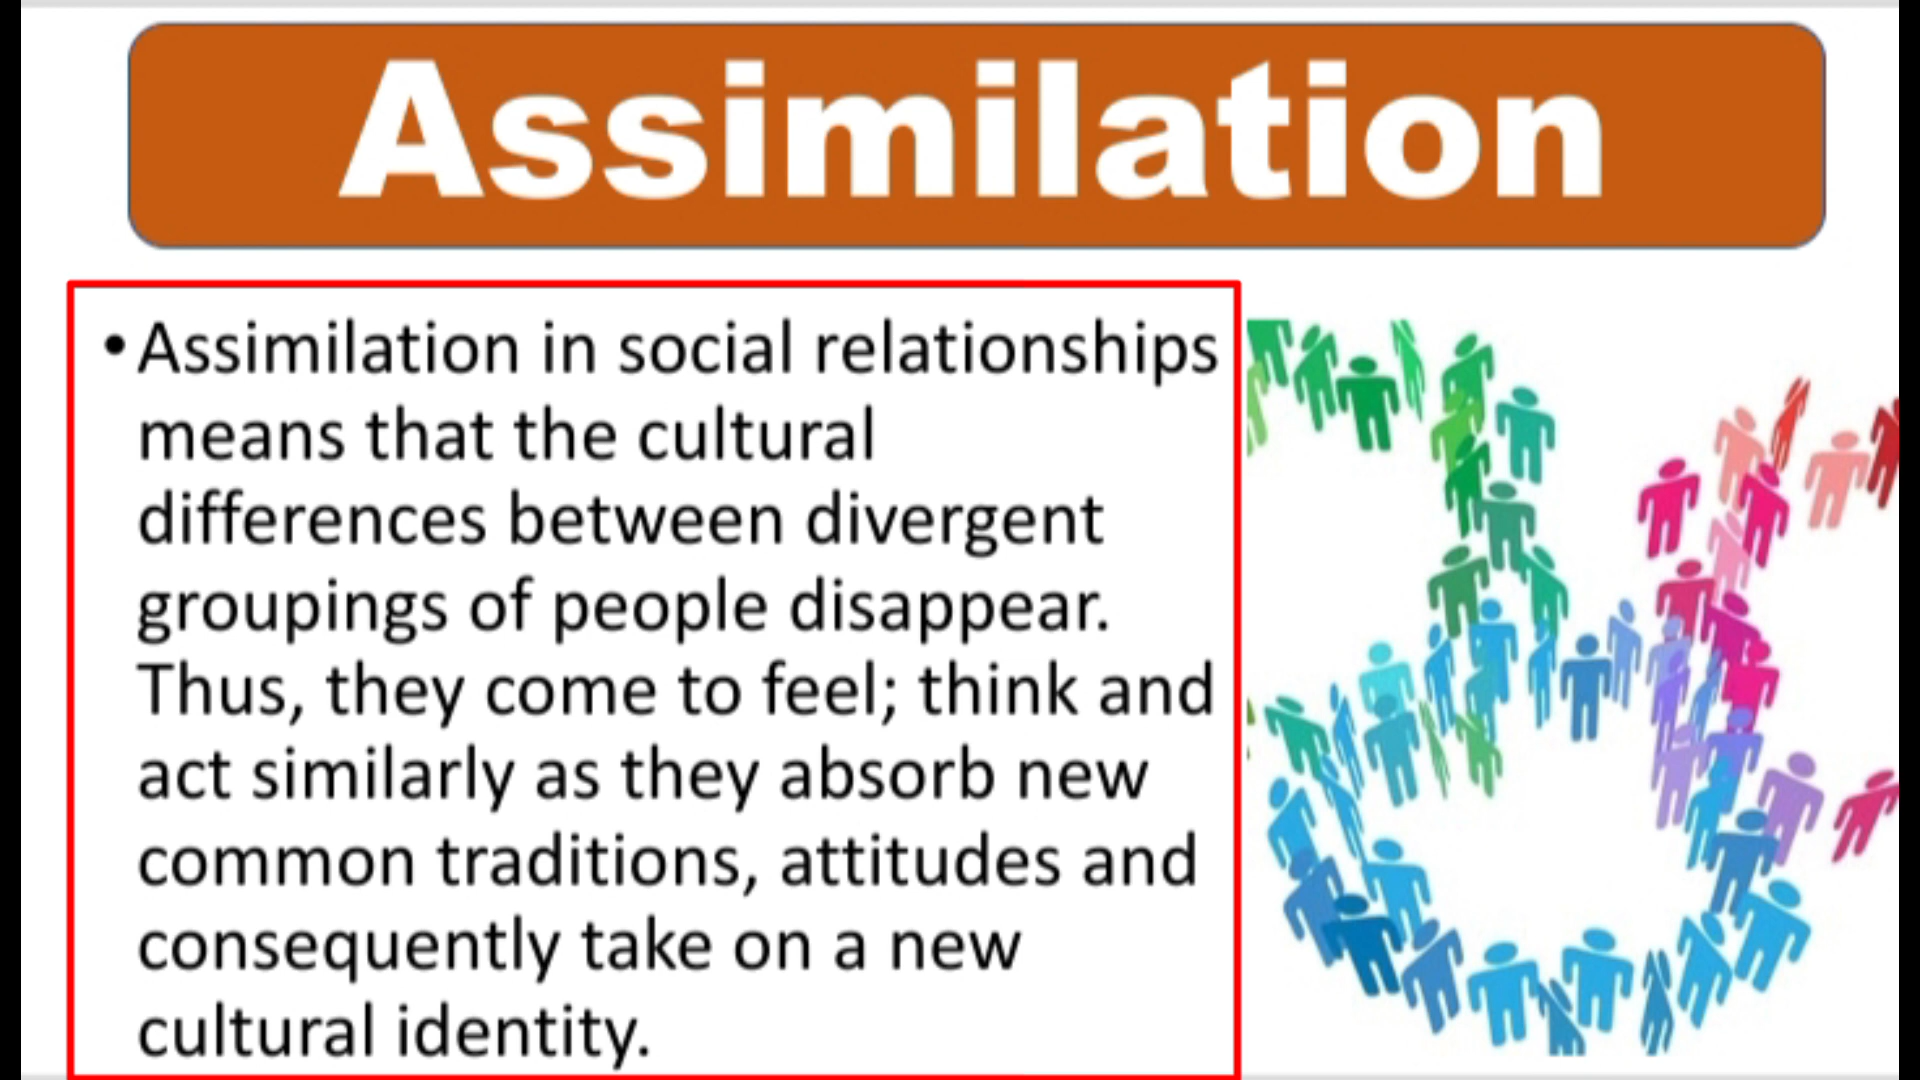 Assimilation
• Assimilation in social relationships
means that the cultural
differences between divergent
groupings of people disappear.
Thus, they come to feel; think and
act similarly as they absorb new
common traditions, attitudes and
consequently take on a new
cultural identity.